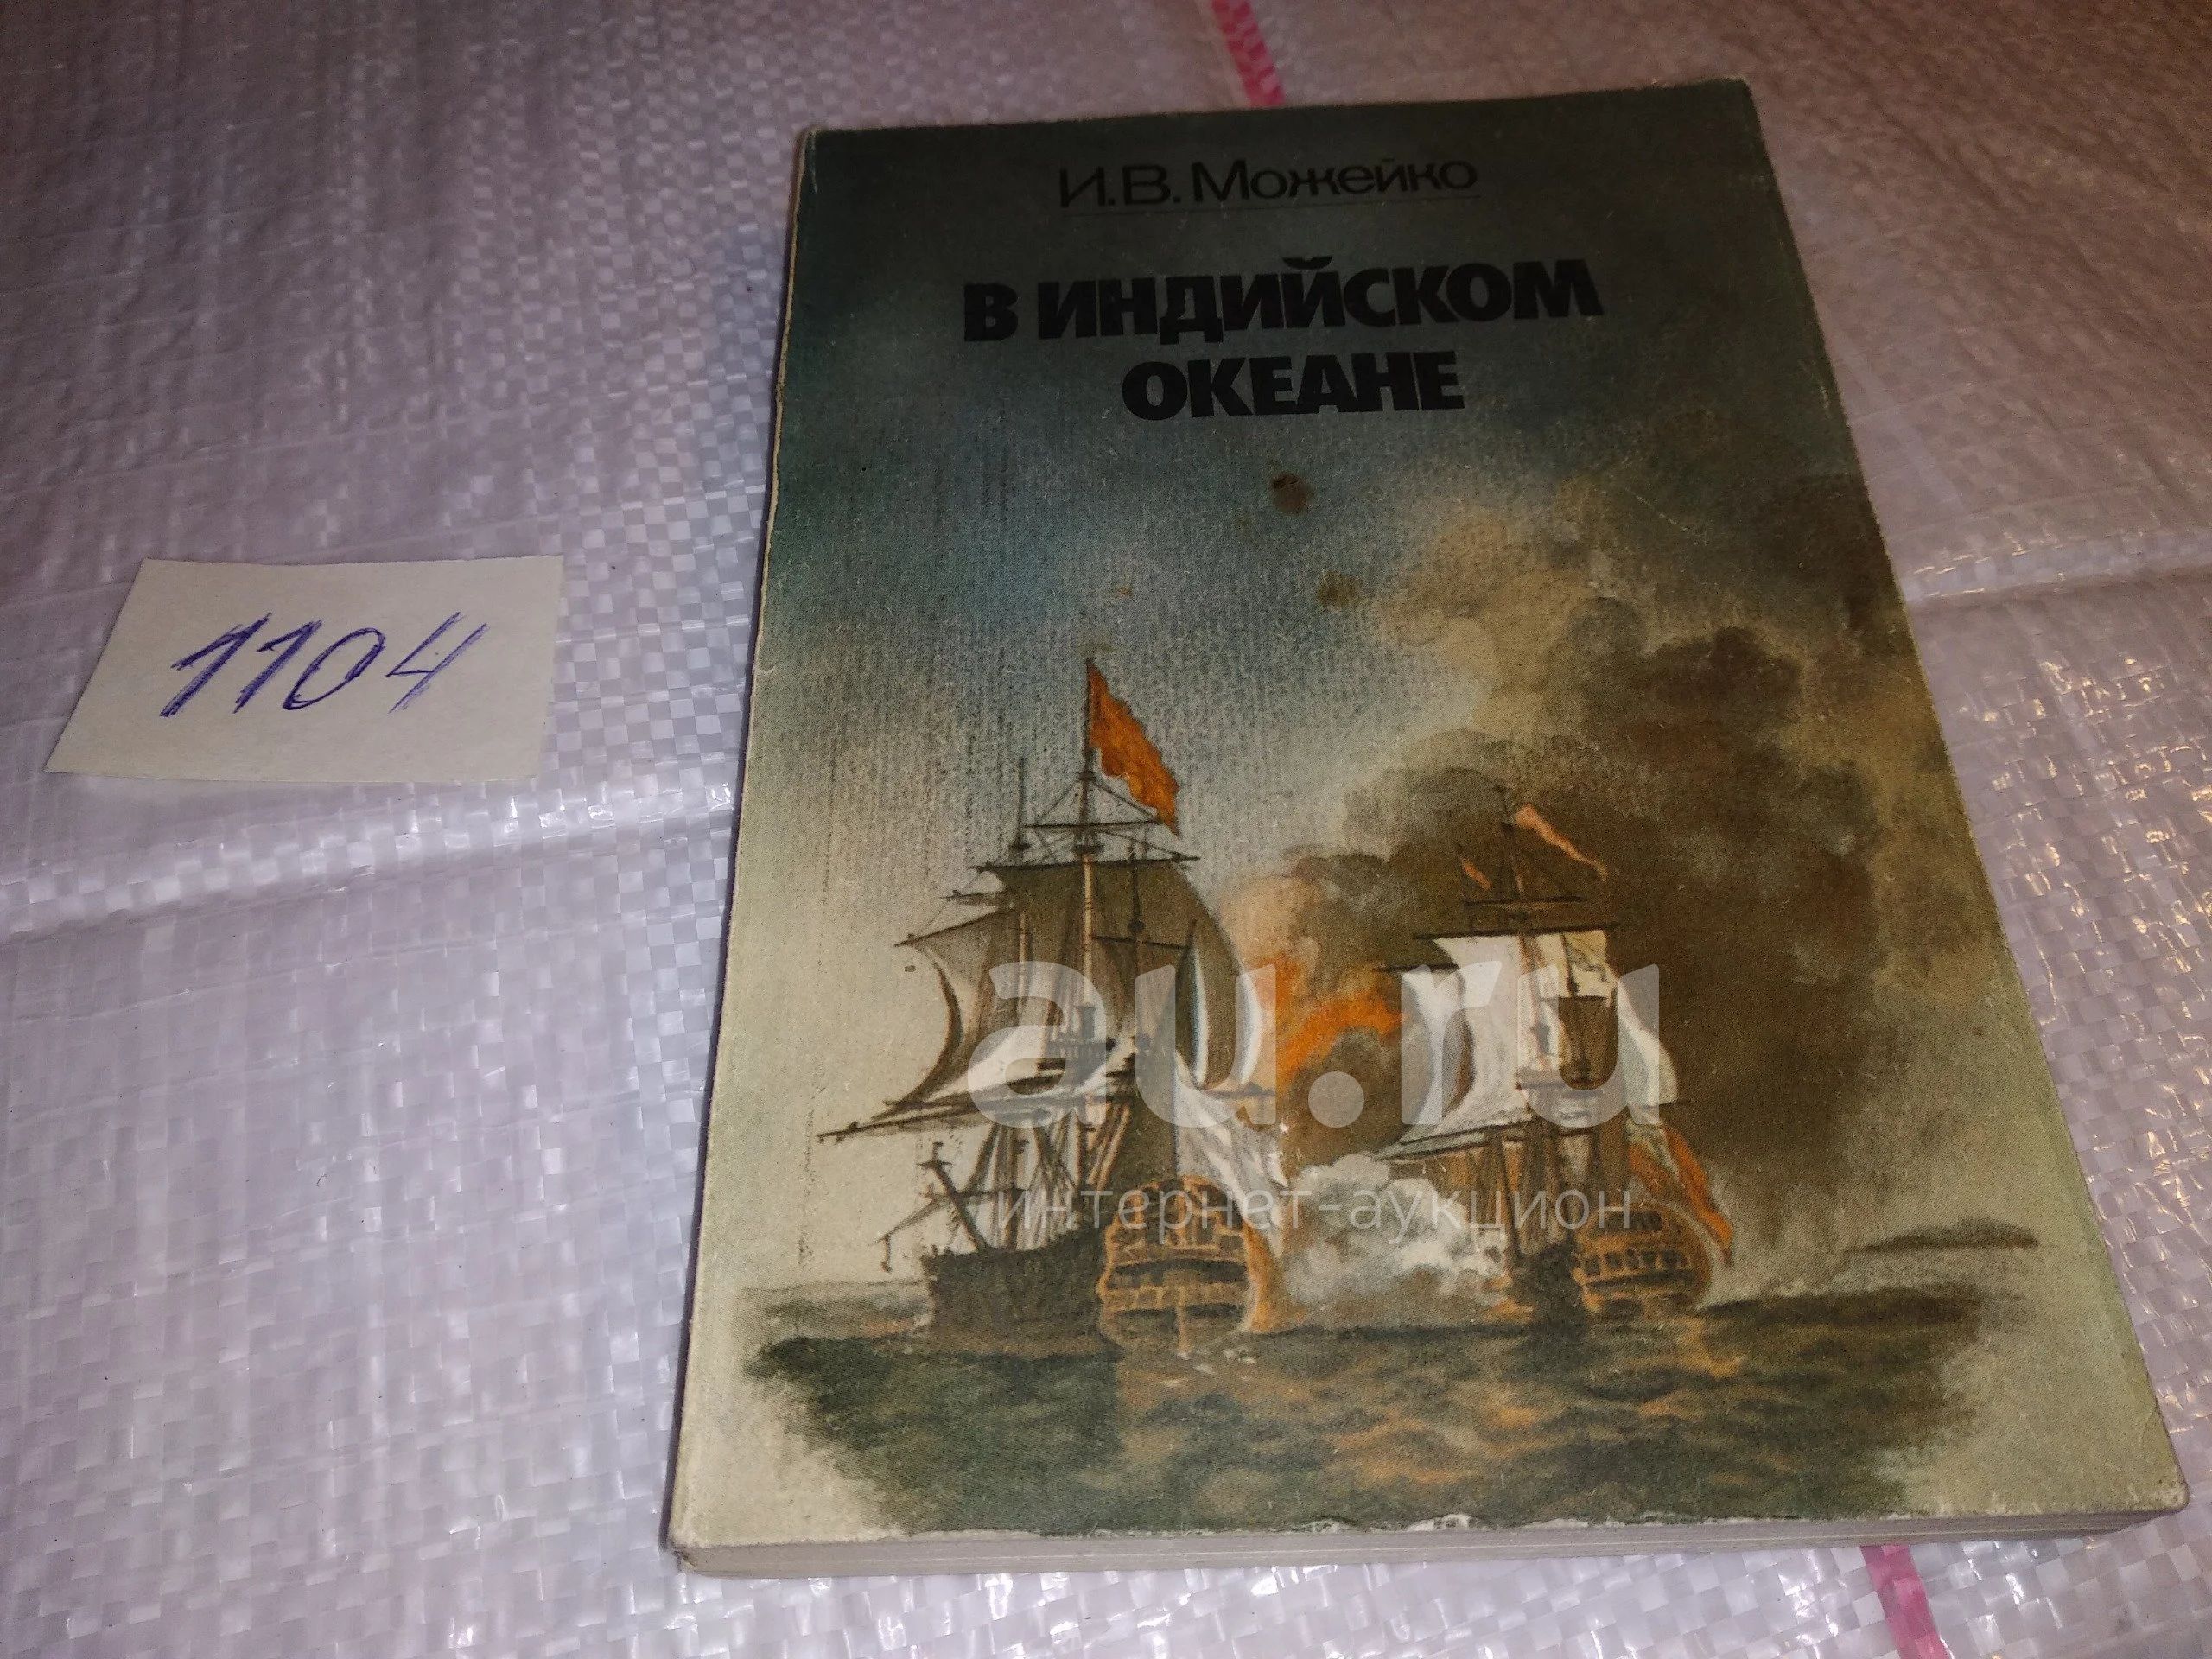 И.В. Можейко
В ИНДИЙСКОМ
ОКЕАНЕ
1104
au.ru
интернет-аукцион